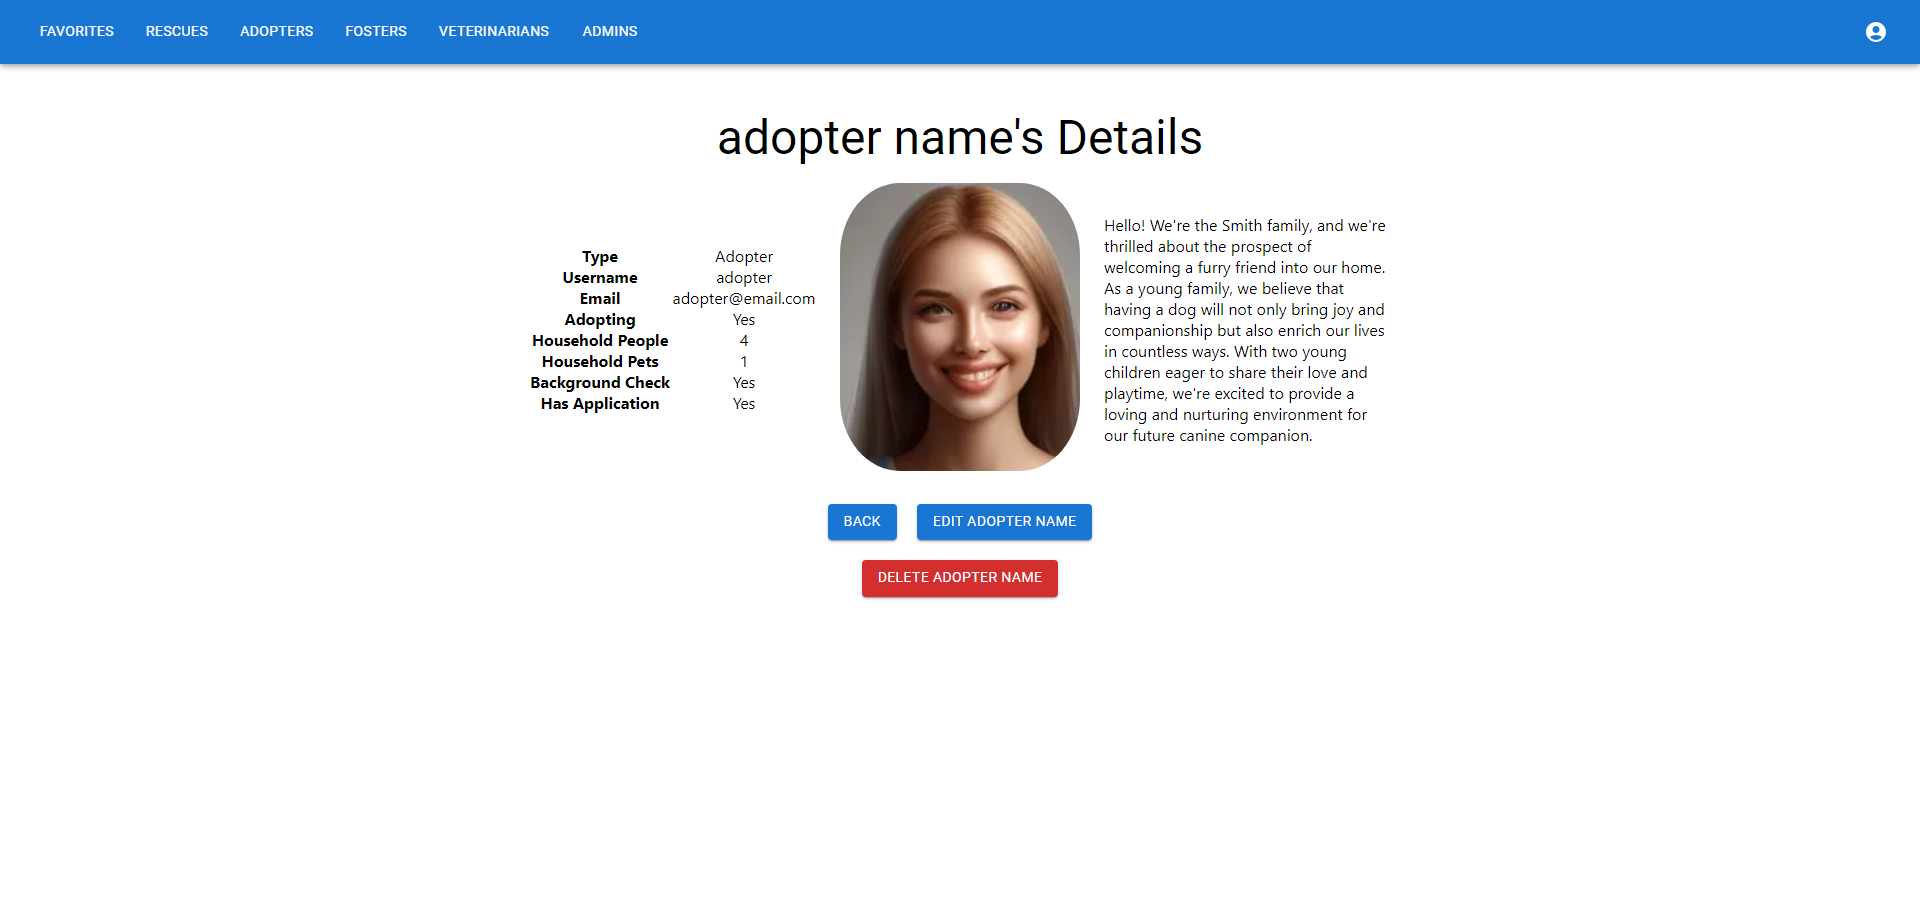 FAVORITES RESCUES ADOPTERS FOSTERS VETERINARIANS ADMINS
adopter name's Details
Type Adopter
Username adopter
Email adopter@email.com
Adopting Yes
Household People 4
Household Pets 1
Background Check Yes
Has Application Yes
Hello! We're the Smith family, and we're
thrilled about the prospect of
welcoming a furry friend into our home.
As a young family, we believe that
having a dog will not only bring joy and
companionship but also enrich our lives
in countless ways. With two young
children eager to share their love and
playtime, we're excited to provide a
loving and nurturing environment for
our future canine companion.
BACK EDIT ADOPTER NAME
DELETE ADOPTER NAME